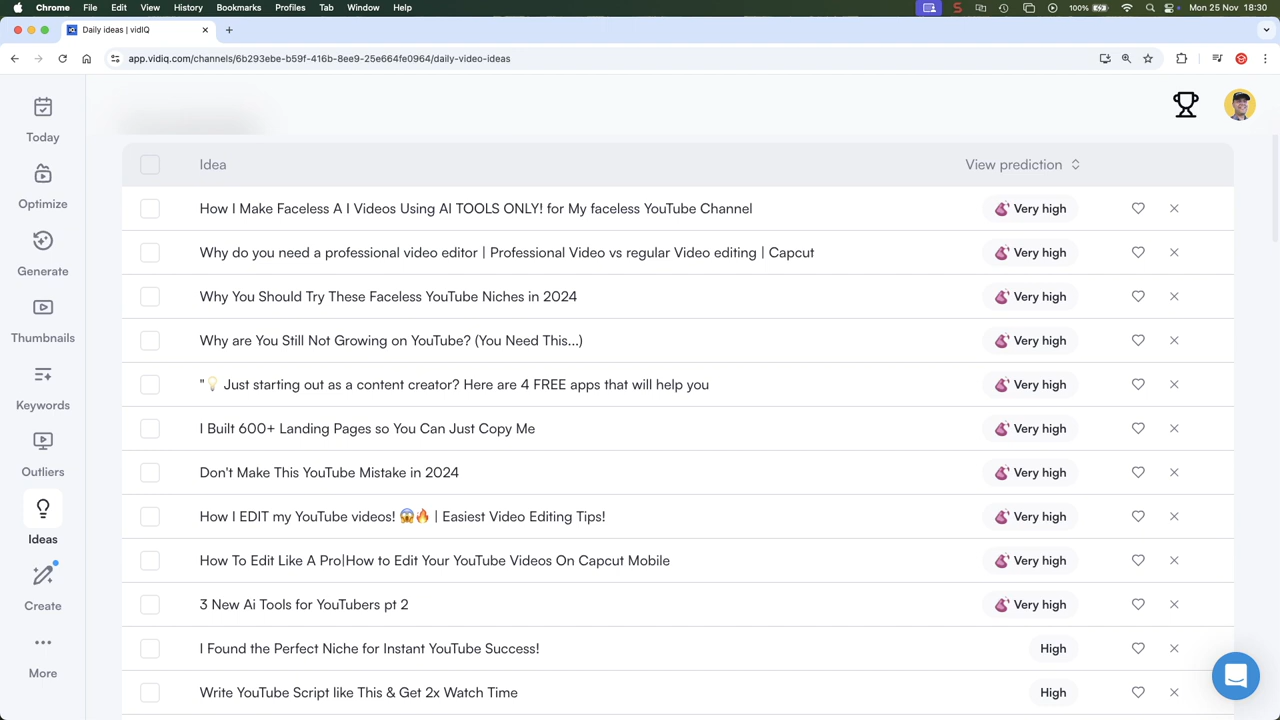 Chrome File Edit View History Bookmarks Profiles Tab Window Help 100% Mon 25 Nov 18:30
Daily ideas | vidIQ
app.vidiq.com/channels/6b293ebe-b59f-416b-8ee9-25e664fe0964/daily-video-ideas
Today
Optimize
Generate
Thumbnails
Keywords
Outliers
Ideas
Create
More
Idea View prediction
How I Make Faceless A I Videos Using AI TOOLS ONLY! for My faceless YouTube Channel Very high
Why do you need a professional video editor | Professional Video vs regular Video editing | Capcut Very high
Why You Should Try These Faceless YouTube Niches in 2024 Very high
Why are You Still Not Growing on YouTube? (You Need This...) Very high
"💡 Just starting out as a content creator? Here are 4 FREE apps that will help you Very high
I Built 600+ Landing Pages so You Can Just Copy Me Very high
Don't Make This YouTube Mistake in 2024 Very high
How I EDIT my YouTube videos! 😱🔥 | Easiest Video Editing Tips! Very high
How To Edit Like A Pro|How to Edit Your YouTube Videos On Capcut Mobile Very high
3 New Ai Tools for YouTubers pt 2 Very high
I Found the Perfect Niche for Instant YouTube Success! High
Write YouTube Script like This & Get 2x Watch Time High